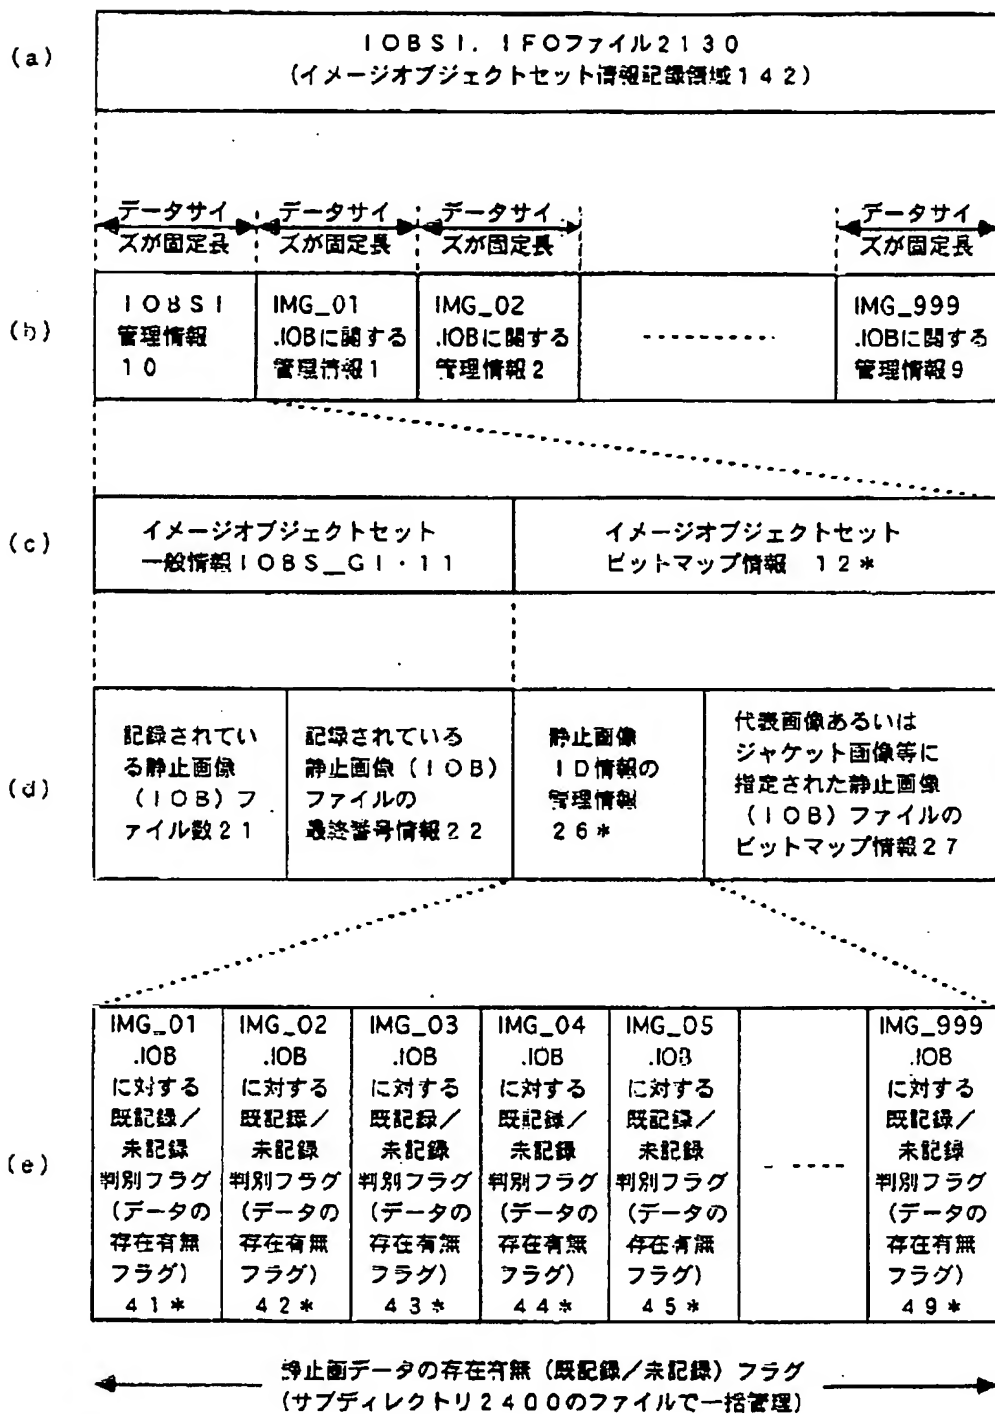 (a)
IOBSI．IFOファイル2130
(イメージオブジェクトセット情報記録領域142)
データサイ
ズが固定長
データサイ
ズが固定長
データサイ
ズが固定長
データサイ
ズが固定長
(b)
IOBSI
管理情報
10
IMG_01
.IOBに関する
管理情報1
IMG_02
.IOBに関する
管理情報2
IMG_999
.IOBに関する
管理情報9
(c)
イメージオブジェクトセット
一般情報IOBS_GI・11
イメージオブジェクトセット
ビットマップ情報 12*
(d)
記録されてい
る静止画像
(IOB)フ
ァイル数21
記録されている
静止画像(IOB)
ファイルの
最終番号情報22
静止画像
ID情報の
管理情報
26*
代表画像あるいは
ジャケット画像等に
指定された静止画像
(IOB)ファイルの
ビットマップ情報27
(e)
IMG_01
.IOB
に対する
既記録／
未記録
判別フラグ
(データの
存在有無
フラグ)
41*
IMG_02
.IOB
に対する
既記録／
未記録
判別フラグ
(データの
存在有無
フラグ)
42*
IMG_03
.IOB
に対する
既記録／
未記録
判別フラグ
(データの
存在有無
フラグ)
43*
IMG_04
.IOB
に対する
既記録／
未記録
判別フラグ
(データの
存在有無
フラグ)
44*
IMG_05
.IOB
に対する
既記録／
未記録
判別フラグ
(データの
存在有無
フラグ)
45*
IMG_999
.IOB
に対する
既記録／
未記録
判別フラグ
(データの
存在有無
フラグ)
49*
静止画データの存在有無(既記録／未記録)フラグ
(サブディレクトリ2400のファイルで一括管理)